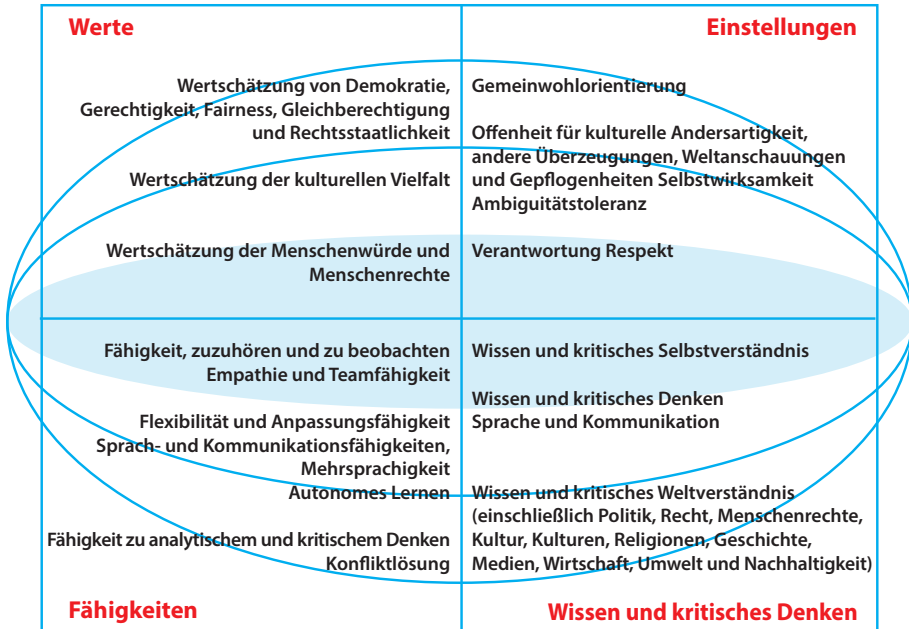 Werte
Wertschätzung von Demokratie,
Gerechtigkeit, Fairness, Gleichberechtigung
und Rechtsstaatlichkeit
Wertschätzung der kulturellen Vielfalt
Wertschätzung der Menschenwürde und
Menschenrechte
Einstellungen
Gemeinwohlorientierung
Offenheit für kulturelle Andersartigkeit,
andere Überzeugungen, Weltanschauungen
und Gepflogenheiten Selbstwirksamkeit
Ambiguitätstoleranz
Verantwortung Respekt
Fähigkeit, zuzuhören und zu beobachten
Empathie und Teamfähigkeit
Flexibilität und Anpassungsfähigkeit
Sprach- und Kommunikationsfähigkeiten,
Mehrsprachigkeit
Autonomes Lernen
Fähigkeit zu analytischem und kritischem Denken
Konfliktlösung
Fähigkeiten
Wissen und kritisches Selbstverständnis
Wissen und kritisches Denken
Sprache und Kommunikation
Wissen und kritisches Weltverständnis
(einschließlich Politik, Recht, Menschenrechte,
Kultur, Kulturen, Religionen, Geschichte,
Medien, Wirtschaft, Umwelt und Nachhaltigkeit)
Wissen und kritisches Denken